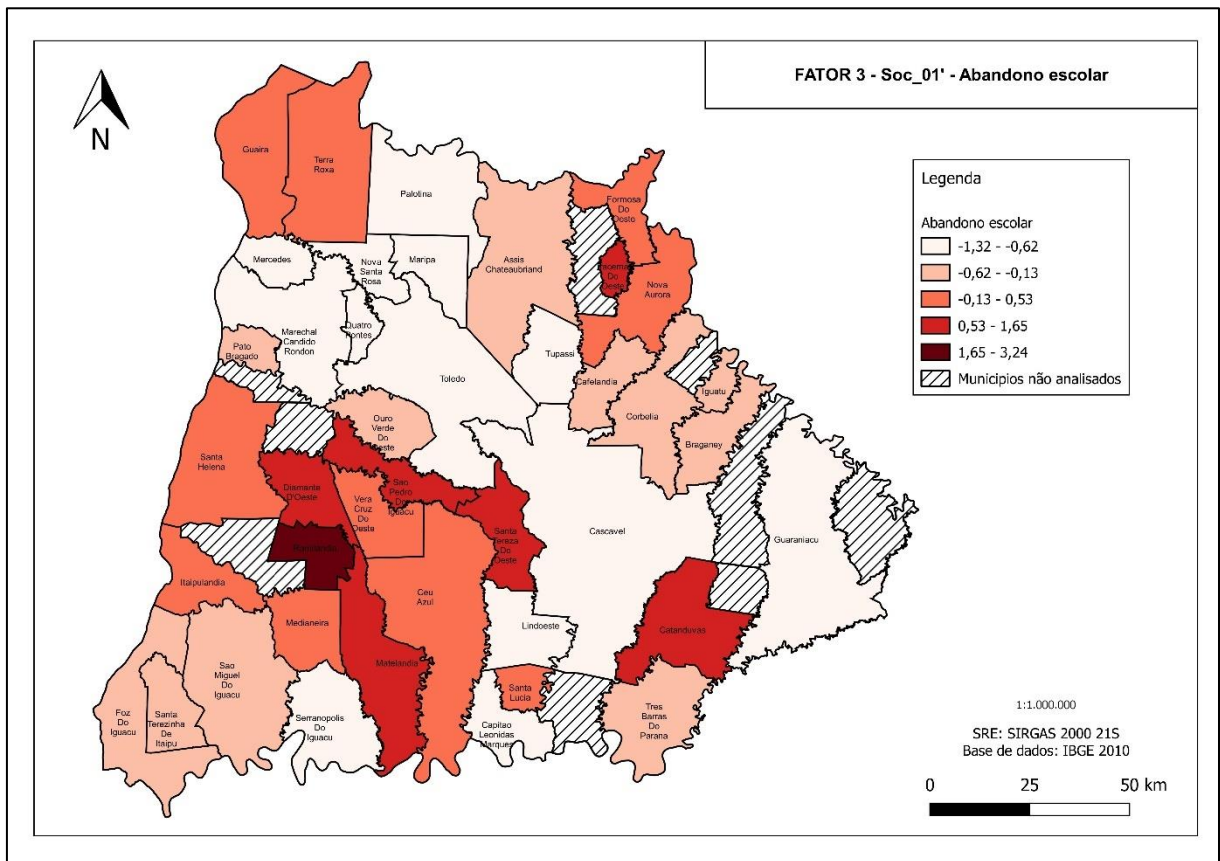 FATOR 3 - Soc_01' - Abandono escolar
N
Guaira
Terra
Roxa
Palotina
Assis
Chateaubriand
Formosa
Do
Oeste
Iracema
Do
Oeste
Nova
Aurora
Mercedes
Nova
Santa
Rosa
Maripa
Marechal
Candido
Rondon
Quatro
Pontes
Pato
Bragado
Toledo
Tupassi
Cafelandia
Corbelia
Iguatu
Braganey
Ouro
Verde
Do
Oeste
Santa
Helena
Diamante
D'Oeste
Vera
Cruz
Do
Oeste
Sao
Pedro
Do
Iguacu
Santa
Tereza
Do
Oeste
Cascavel
Guaraniacu
Ramilandia
Itaipulandia
Medianeira
Ceu
Azul
Lindoeste
Catanduvas
Matelandia
Sao
Miguel
Do
Iguacu
Foz
Do
Iguacu
Santa
Terezinha
De
Itaipu
Serranopolis
Do
Iguacu
Santa
Lucia
Capitao
Leonidas
Marques
Tres
Barras
Do
Parana
Legenda
Abandono escolar
-1,32 - -0,62
-0,62 - -0,13
-0,13 - 0,53
0,53 - 1,65
1,65 - 3,24
Municipios não analisados
1:1.000.000
SRE: SIRGAS 2000 21S
Base de dados: IBGE 2010
0 25 50 km